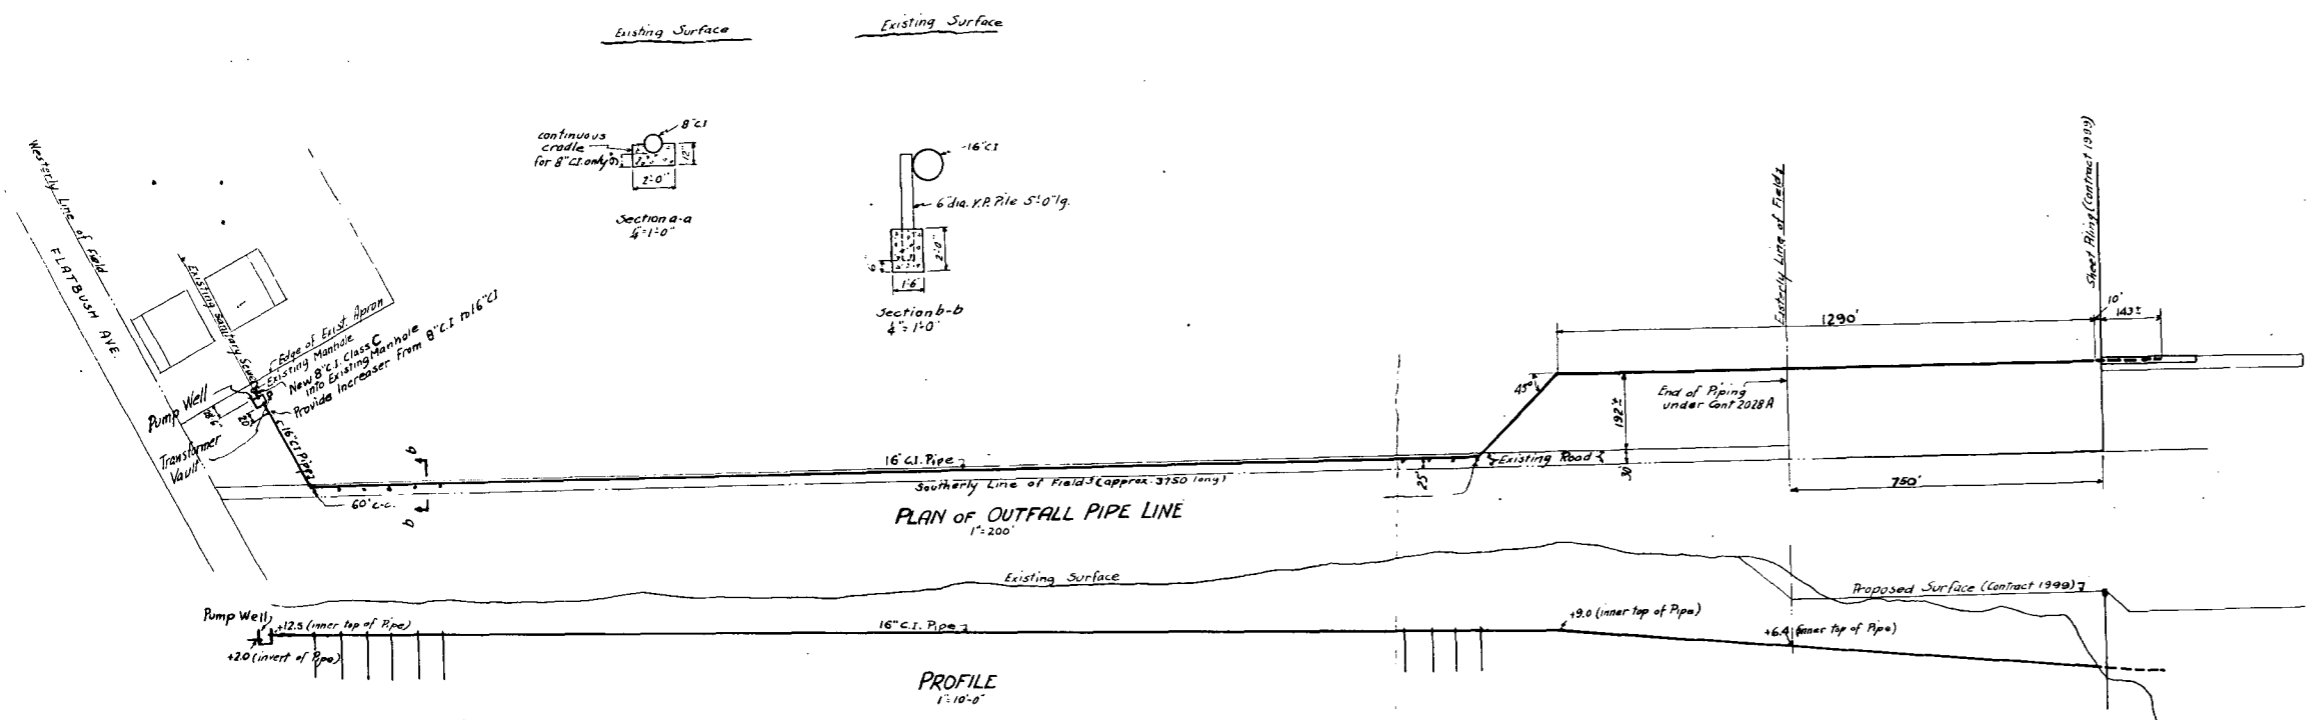 Existing Surface
Existing Surface
continuous
cradle
for 8" C.I. only
8" C.I
12"
2'-0"
Section a-a
¼"=1'-0"
16" C I
6" dia. Y.P. Pile 5'-0" lg.
2'-0"
6"
1'-6"
Section b-b
¼"=1'-0"
Westerly Line of Field
FLATBUSH AVE.
Existing Sanitary Sewer
Edge of Exist. Apron
Existing Manhole
New 8" C.I. Class C
into Existing Manhole
Provide Increaser From 8" C.I. to 16" C I
Pump Well
Transformer
Vault
16" C I Pipe
60' c-c.
b
b
16" C.I. Pipe
Southerly Line of Field (approx. 3750 long)
PLAN OF OUTFALL PIPE LINE
1"=200'
25'
Existing Road
30'
45°
192'±
1290'
10'
143'±
Easterly Line of Field
Sheet Piling (Contract 1999)
End of Piping
under Cont 2028 A
750'
Existing Surface
Proposed Surface (Contract 1999)
Pump Well
+12.5 (inner top of Pipe)
+2.0 (invert of Pipe)
16" C.I. Pipe
+9.0 (inner top of Pipe)
+6.4 (inner top of Pipe)
PROFILE
1"=10'-0"